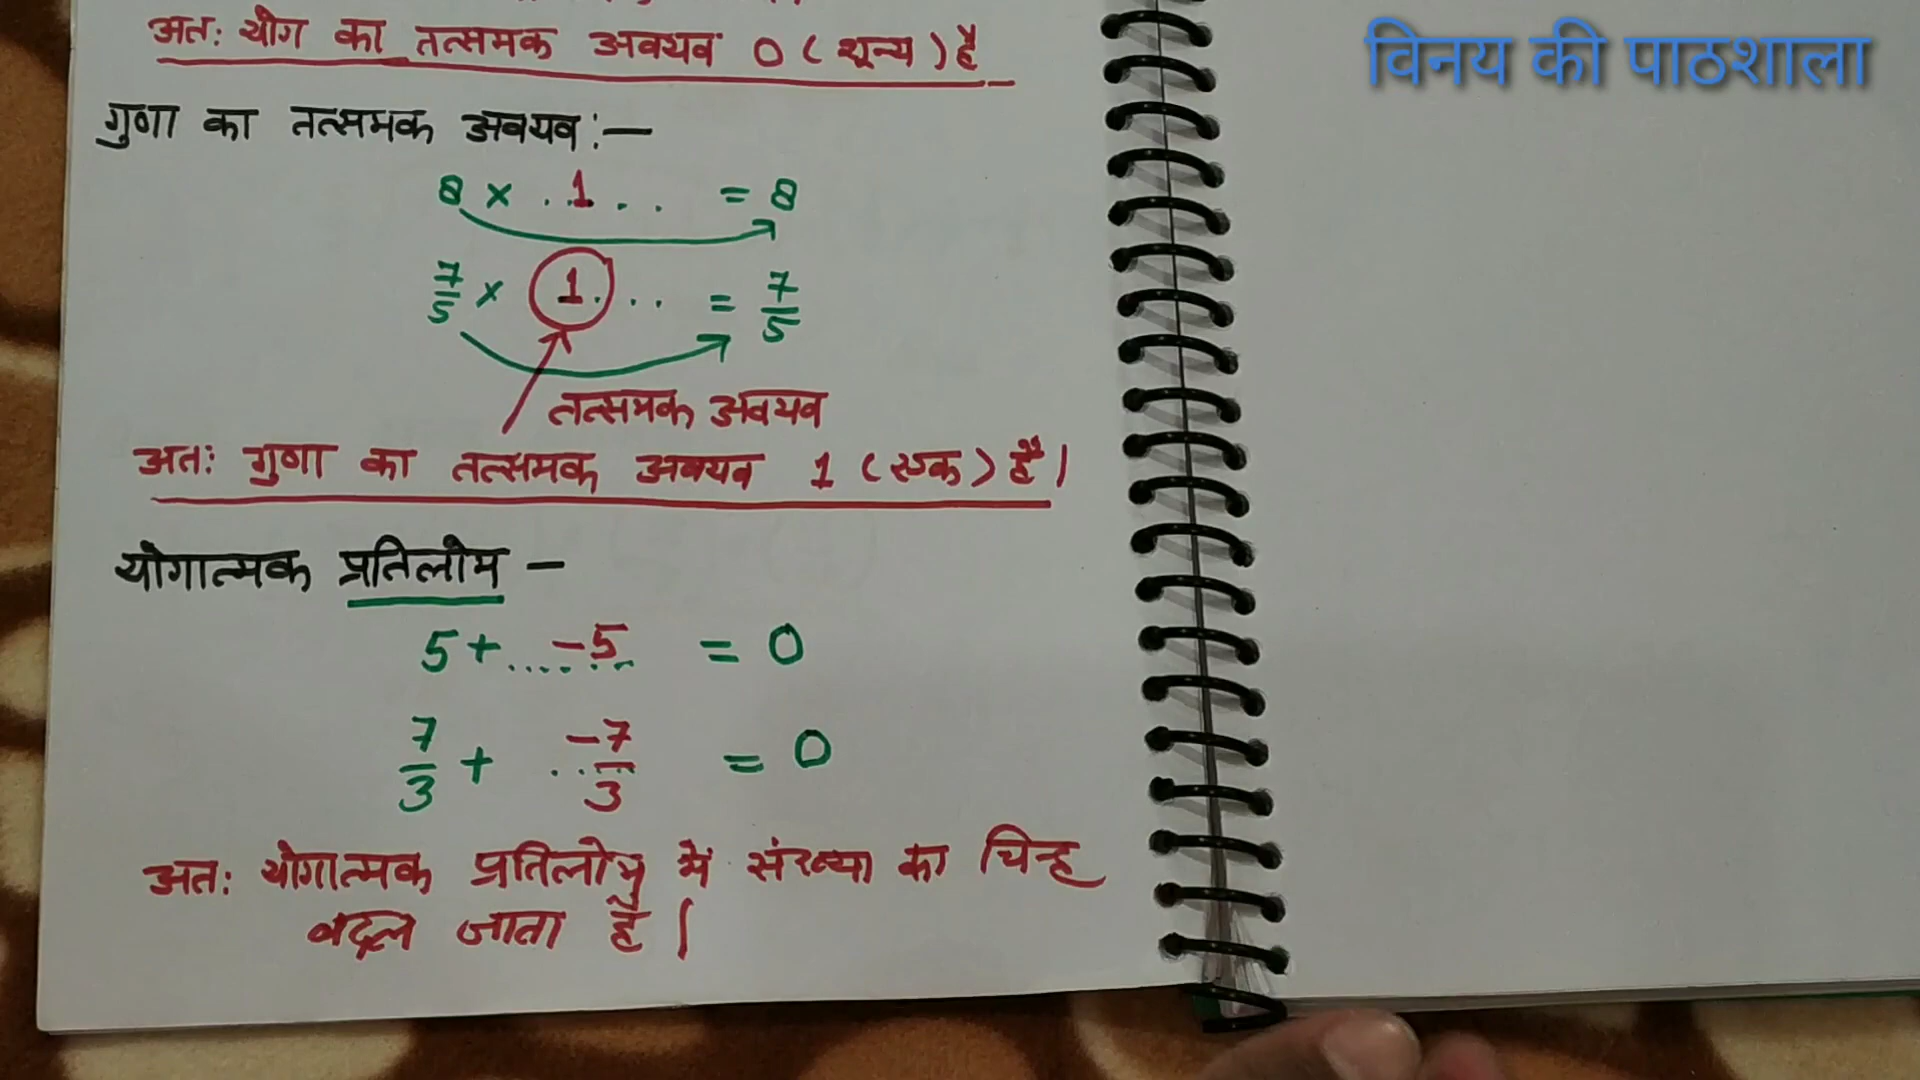 अतः योग का तत्समक अवयव 0 (शून्य) है
विनय की पाठशाला
गुणा का तत्समक अवयव:—
8 × ..1.. = 8
7/5 × 1... = 7/5
तत्समक अवयव
अतः गुणा का तत्समक अवयव 1 (एक) है।
योगात्मक प्रतिलोम —
5 + ....-5.. = 0
7/3 + ..-7/3 = 0
अतः योगात्मक प्रतिलोम में संख्या का चिन्ह
बदल जाता है।